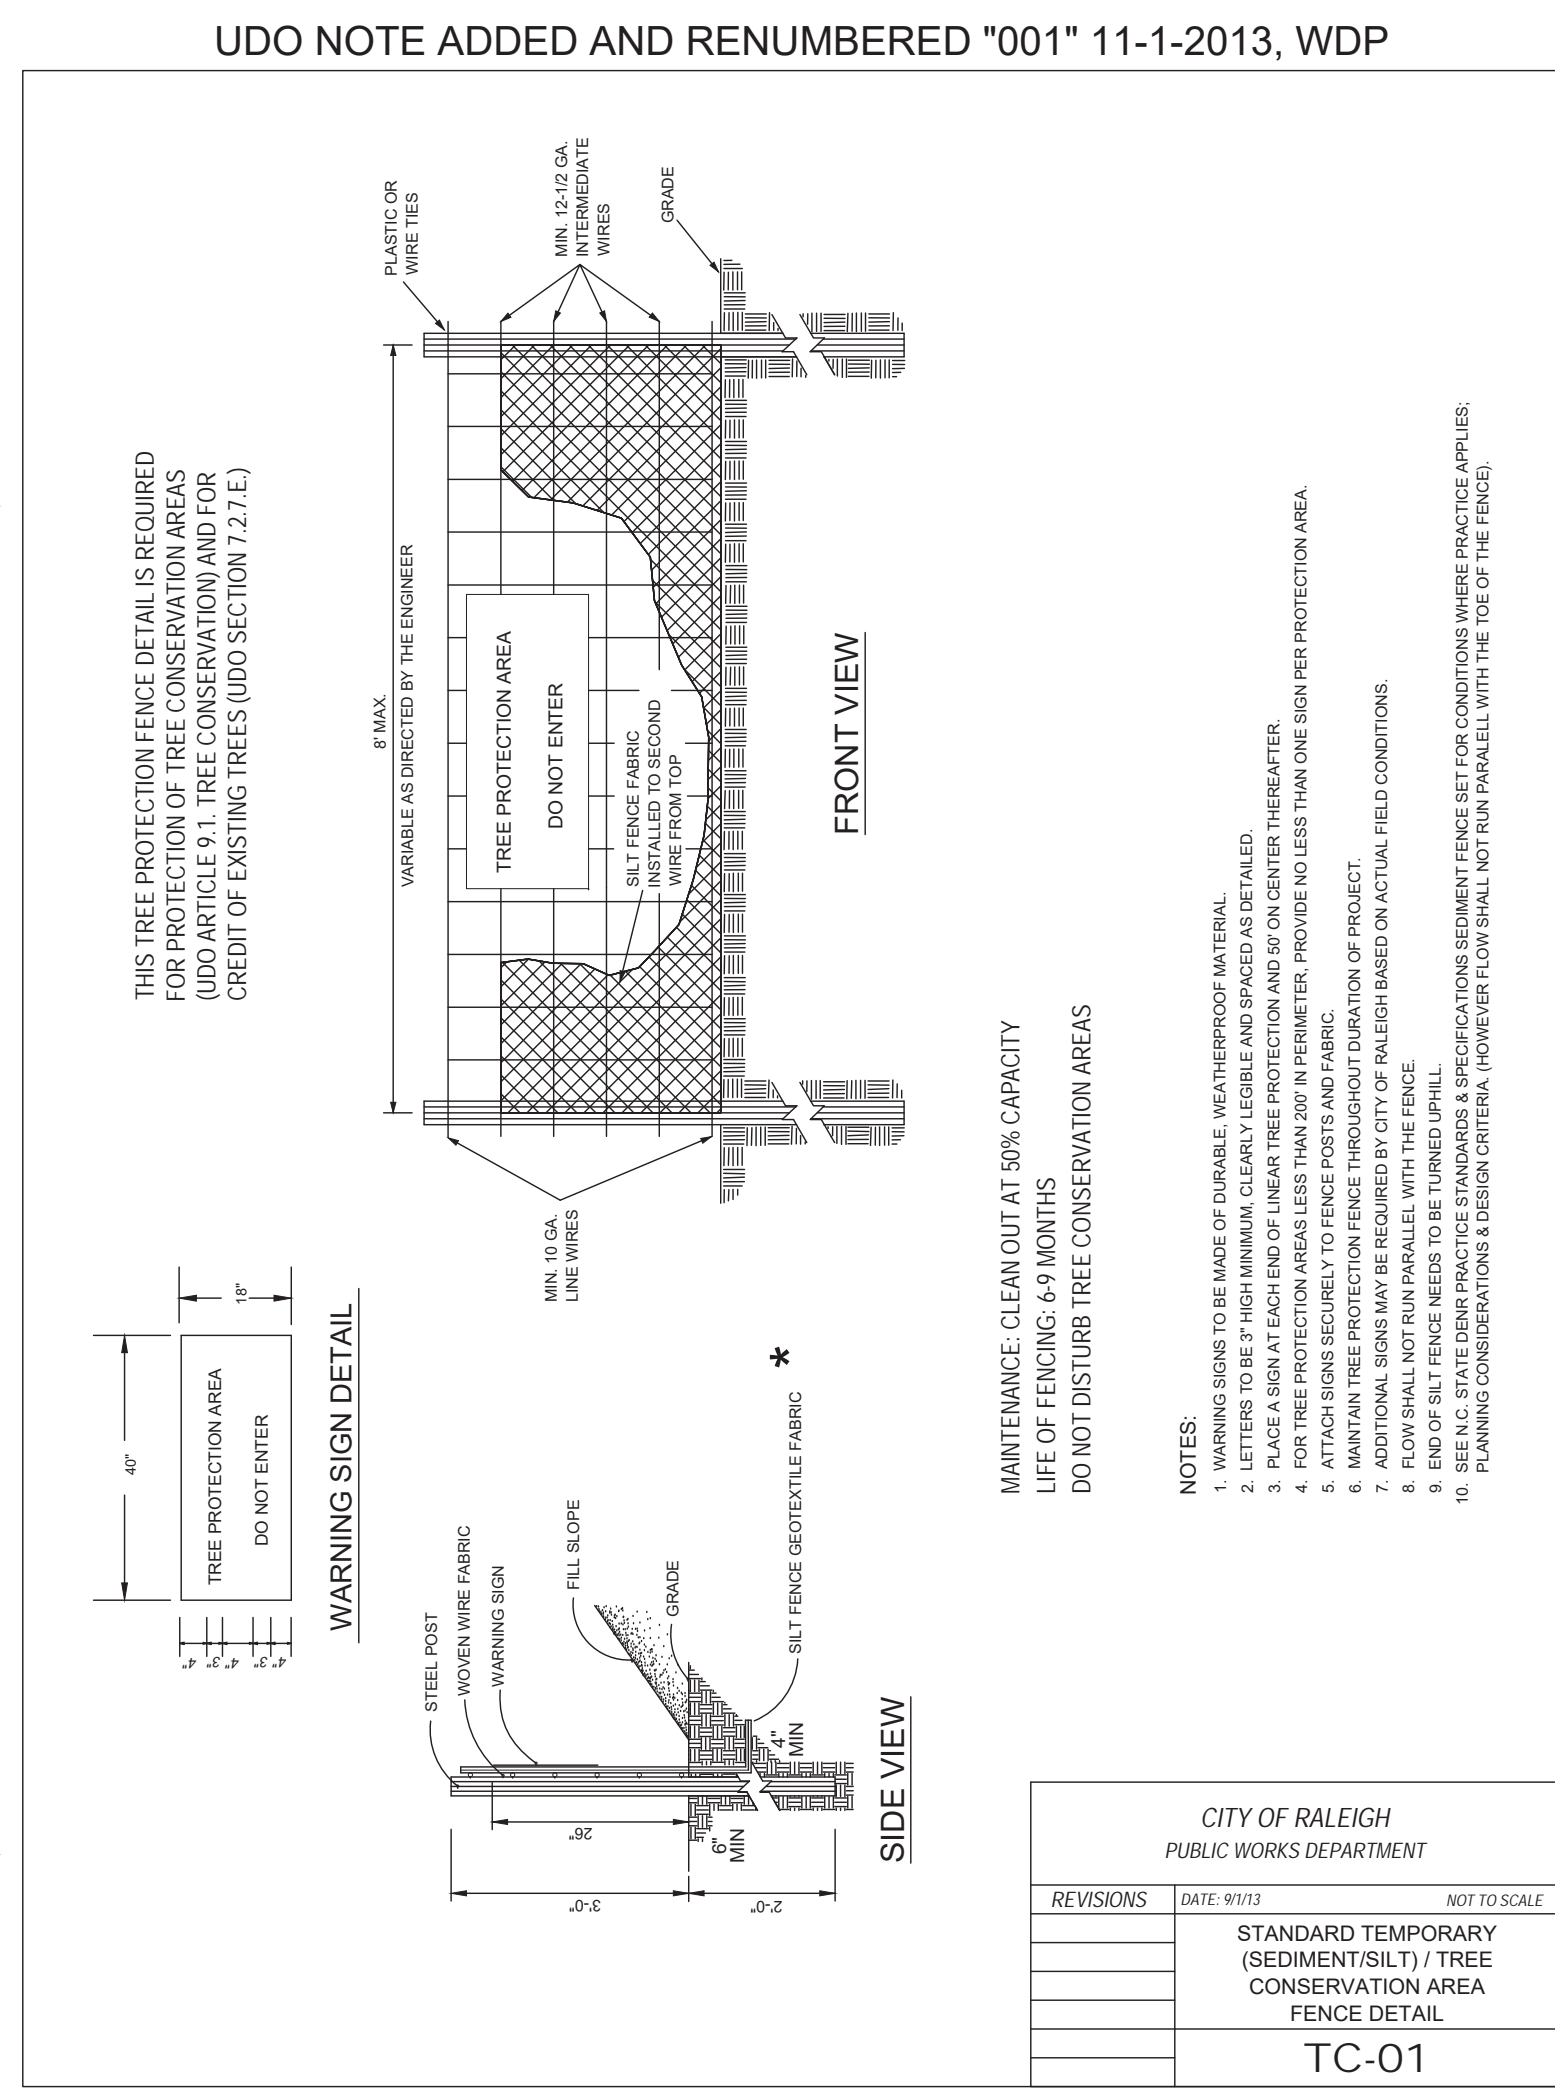 UDO NOTE ADDED AND RENUMBERED "001" 11-1-2013, WDP
THIS TREE PROTECTION FENCE DETAIL IS REQUIRED
FOR PROTECTION OF TREE CONSERVATION AREAS
(UDO ARTICLE 9.1. TREE CONSERVATION) AND FOR
CREDIT OF EXISTING TREES (UDO SECTION 7.2.7.E.)
40"
18"
TREE PROTECTION AREA
DO NOT ENTER
4"
3"
4"
3"
4"
WARNING SIGN DETAIL
8' MAX.
VARIABLE AS DIRECTED BY THE ENGINEER
PLASTIC OR
WIRE TIES
MIN. 12-1/2 GA.
INTERMEDIATE
WIRES
GRADE
TREE PROTECTION AREA
DO NOT ENTER
SILT FENCE FABRIC
INSTALLED TO SECOND
WIRE FROM TOP
MIN. 10 GA.
LINE WIRES
FRONT VIEW
STEEL POST
WOVEN WIRE FABRIC
WARNING SIGN
FILL SLOPE
GRADE
SILT FENCE GEOTEXTILE FABRIC
*
26"
3'-0"
2'-0"
6"
MIN
4"
MIN
SIDE VIEW
MAINTENANCE: CLEAN OUT AT 50% CAPACITY
LIFE OF FENCING: 6-9 MONTHS
DO NOT DISTURB TREE CONSERVATION AREAS
NOTES:
1. WARNING SIGNS TO BE MADE OF DURABLE, WEATHERPROOF MATERIAL.
2. LETTERS TO BE 3" HIGH MINIMUM, CLEARLY LEGIBLE AND SPACED AS DETAILED.
3. PLACE A SIGN AT EACH END OF LINEAR TREE PROTECTION AND 50' ON CENTER THEREAFTER.
4. FOR TREE PROTECTION AREAS LESS THAN 200' IN PERIMETER, PROVIDE NO LESS THAN ONE SIGN PER PROTECTION AREA.
5. ATTACH SIGNS SECURELY TO FENCE POSTS AND FABRIC.
6. MAINTAIN TREE PROTECTION FENCE THROUGHOUT DURATION OF PROJECT.
7. ADDITIONAL SIGNS MAY BE REQUIRED BY CITY OF RALEIGH BASED ON ACTUAL FIELD CONDITIONS.
8. FLOW SHALL NOT RUN PARALLEL WITH THE FENCE.
9. END OF SILT FENCE NEEDS TO BE TURNED UPHILL.
10. SEE N.C. STATE DENR PRACTICE STANDARDS & SPECIFICATIONS SEDIMENT FENCE SET FOR CONDITIONS WHERE PRACTICE APPLIES;
PLANNING CONSIDERATIONS & DESIGN CRITERIA. (HOWEVER FLOW SHALL NOT RUN PARALELL WITH THE TOE OF THE FENCE).
CITY OF RALEIGH
PUBLIC WORKS DEPARTMENT
REVISIONS
DATE: 9/1/13
NOT TO SCALE
STANDARD TEMPORARY
(SEDIMENT/SILT) / TREE
CONSERVATION AREA
FENCE DETAIL
TC-01